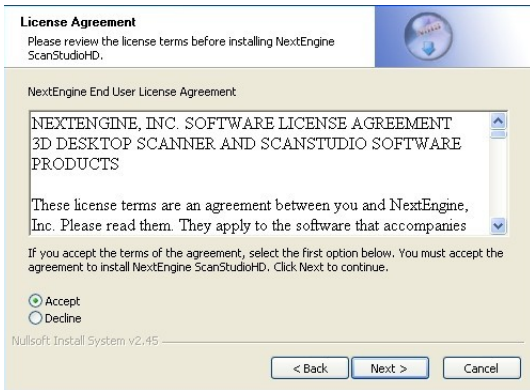 License Agreement
Please review the license terms before installing NextEngine
ScanStudioHD.
NextEngine End User License Agreement
NEXTENGINE, INC. SOFTWARE LICENSE AGREEMENT
3D DESKTOP SCANNER AND SCANSTUDIO SOFTWARE
PRODUCTS
These license terms are an agreement between you and NextEngine,
Inc. Please read them. They apply to the software that accompanies
If you accept the terms of the agreement, select the first option below. You must accept the
agreement to install NextEngine ScanStudioHD. Click Next to continue.
Accept
Decline
Nullsoft Install System v2.45
< Back Next > Cancel